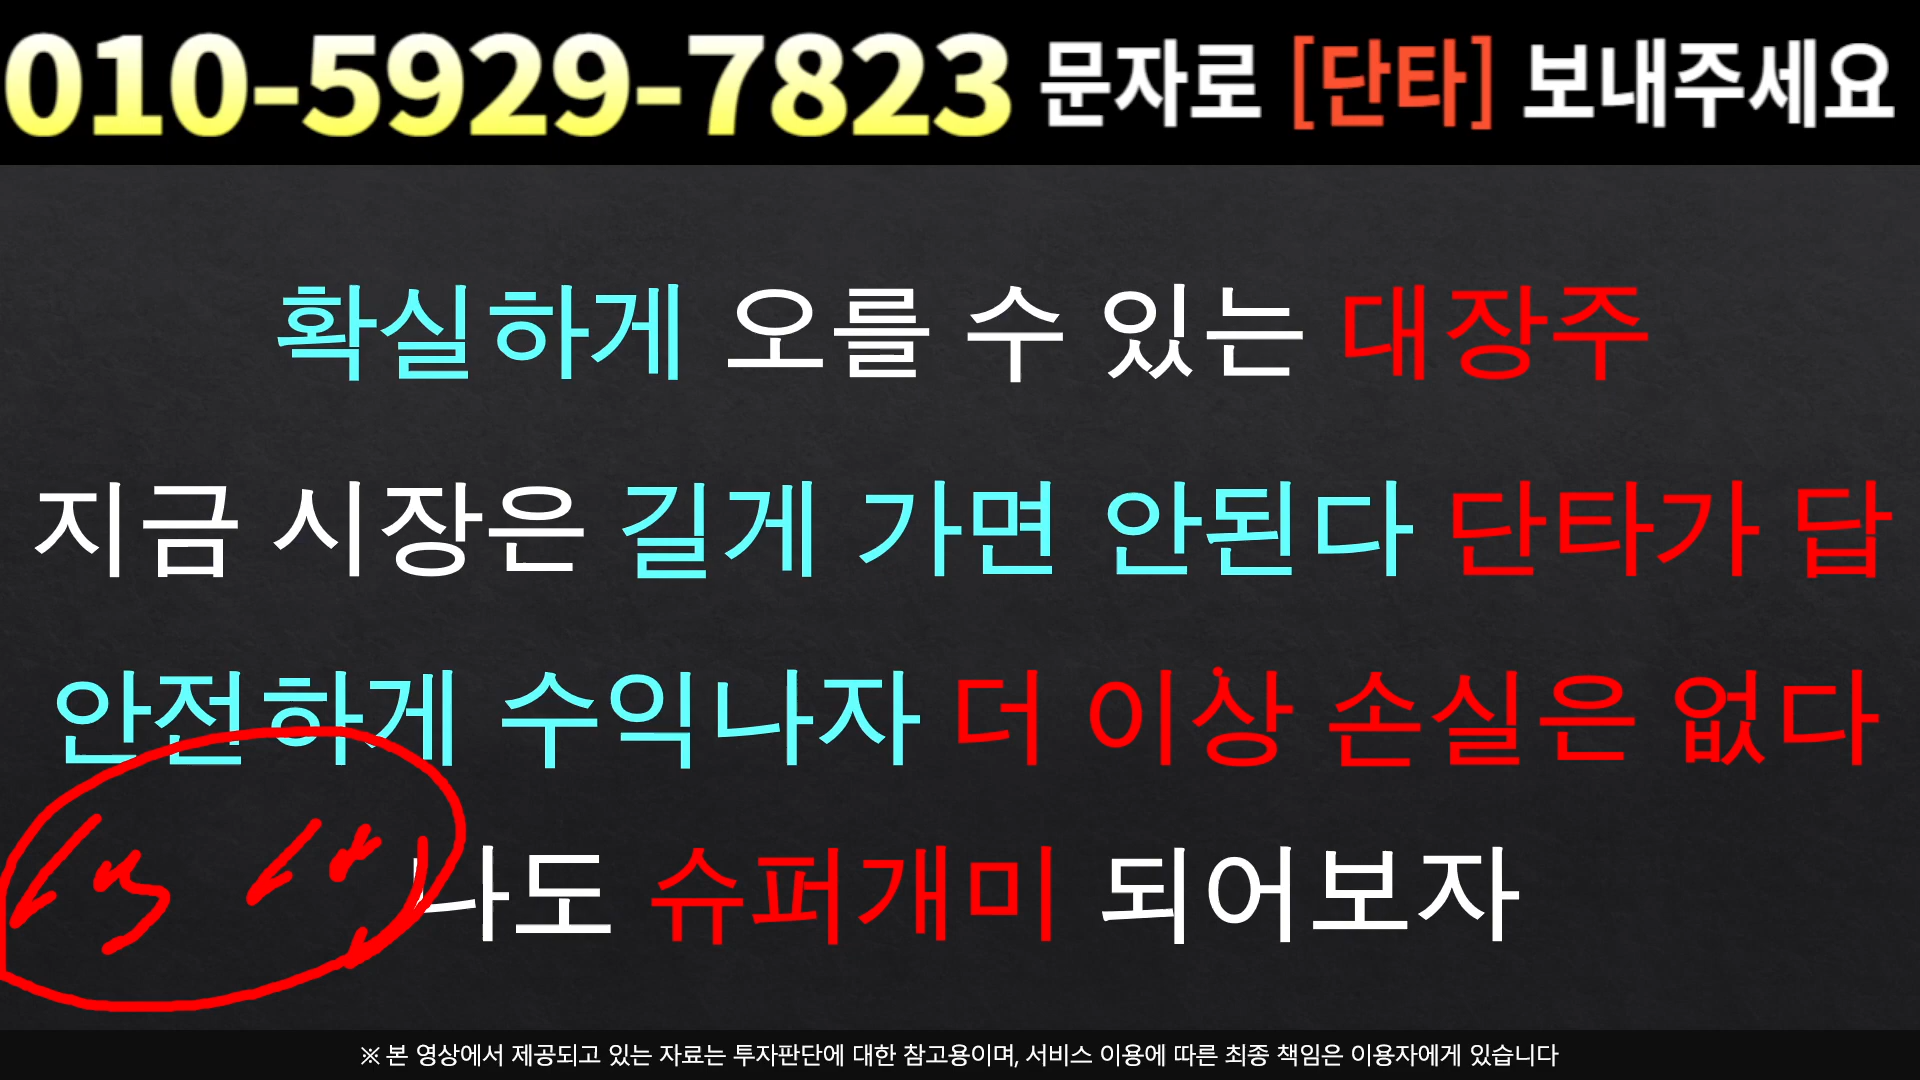 010-5929-7823 문자로 [단타] 보내주세요
확실하게 오를 수 있는 대장주
지금 시장은 길게 가면 안된다 단타가 답
안전하게 수익나자 더 이상 손실은 없다
나도 슈퍼개미 되어보자
※ 본 영상에서 제공되고 있는 자료는 투자판단에 대한 참고용이며, 서비스 이용에 따른 최종 책임은 이용자에게 있습니다